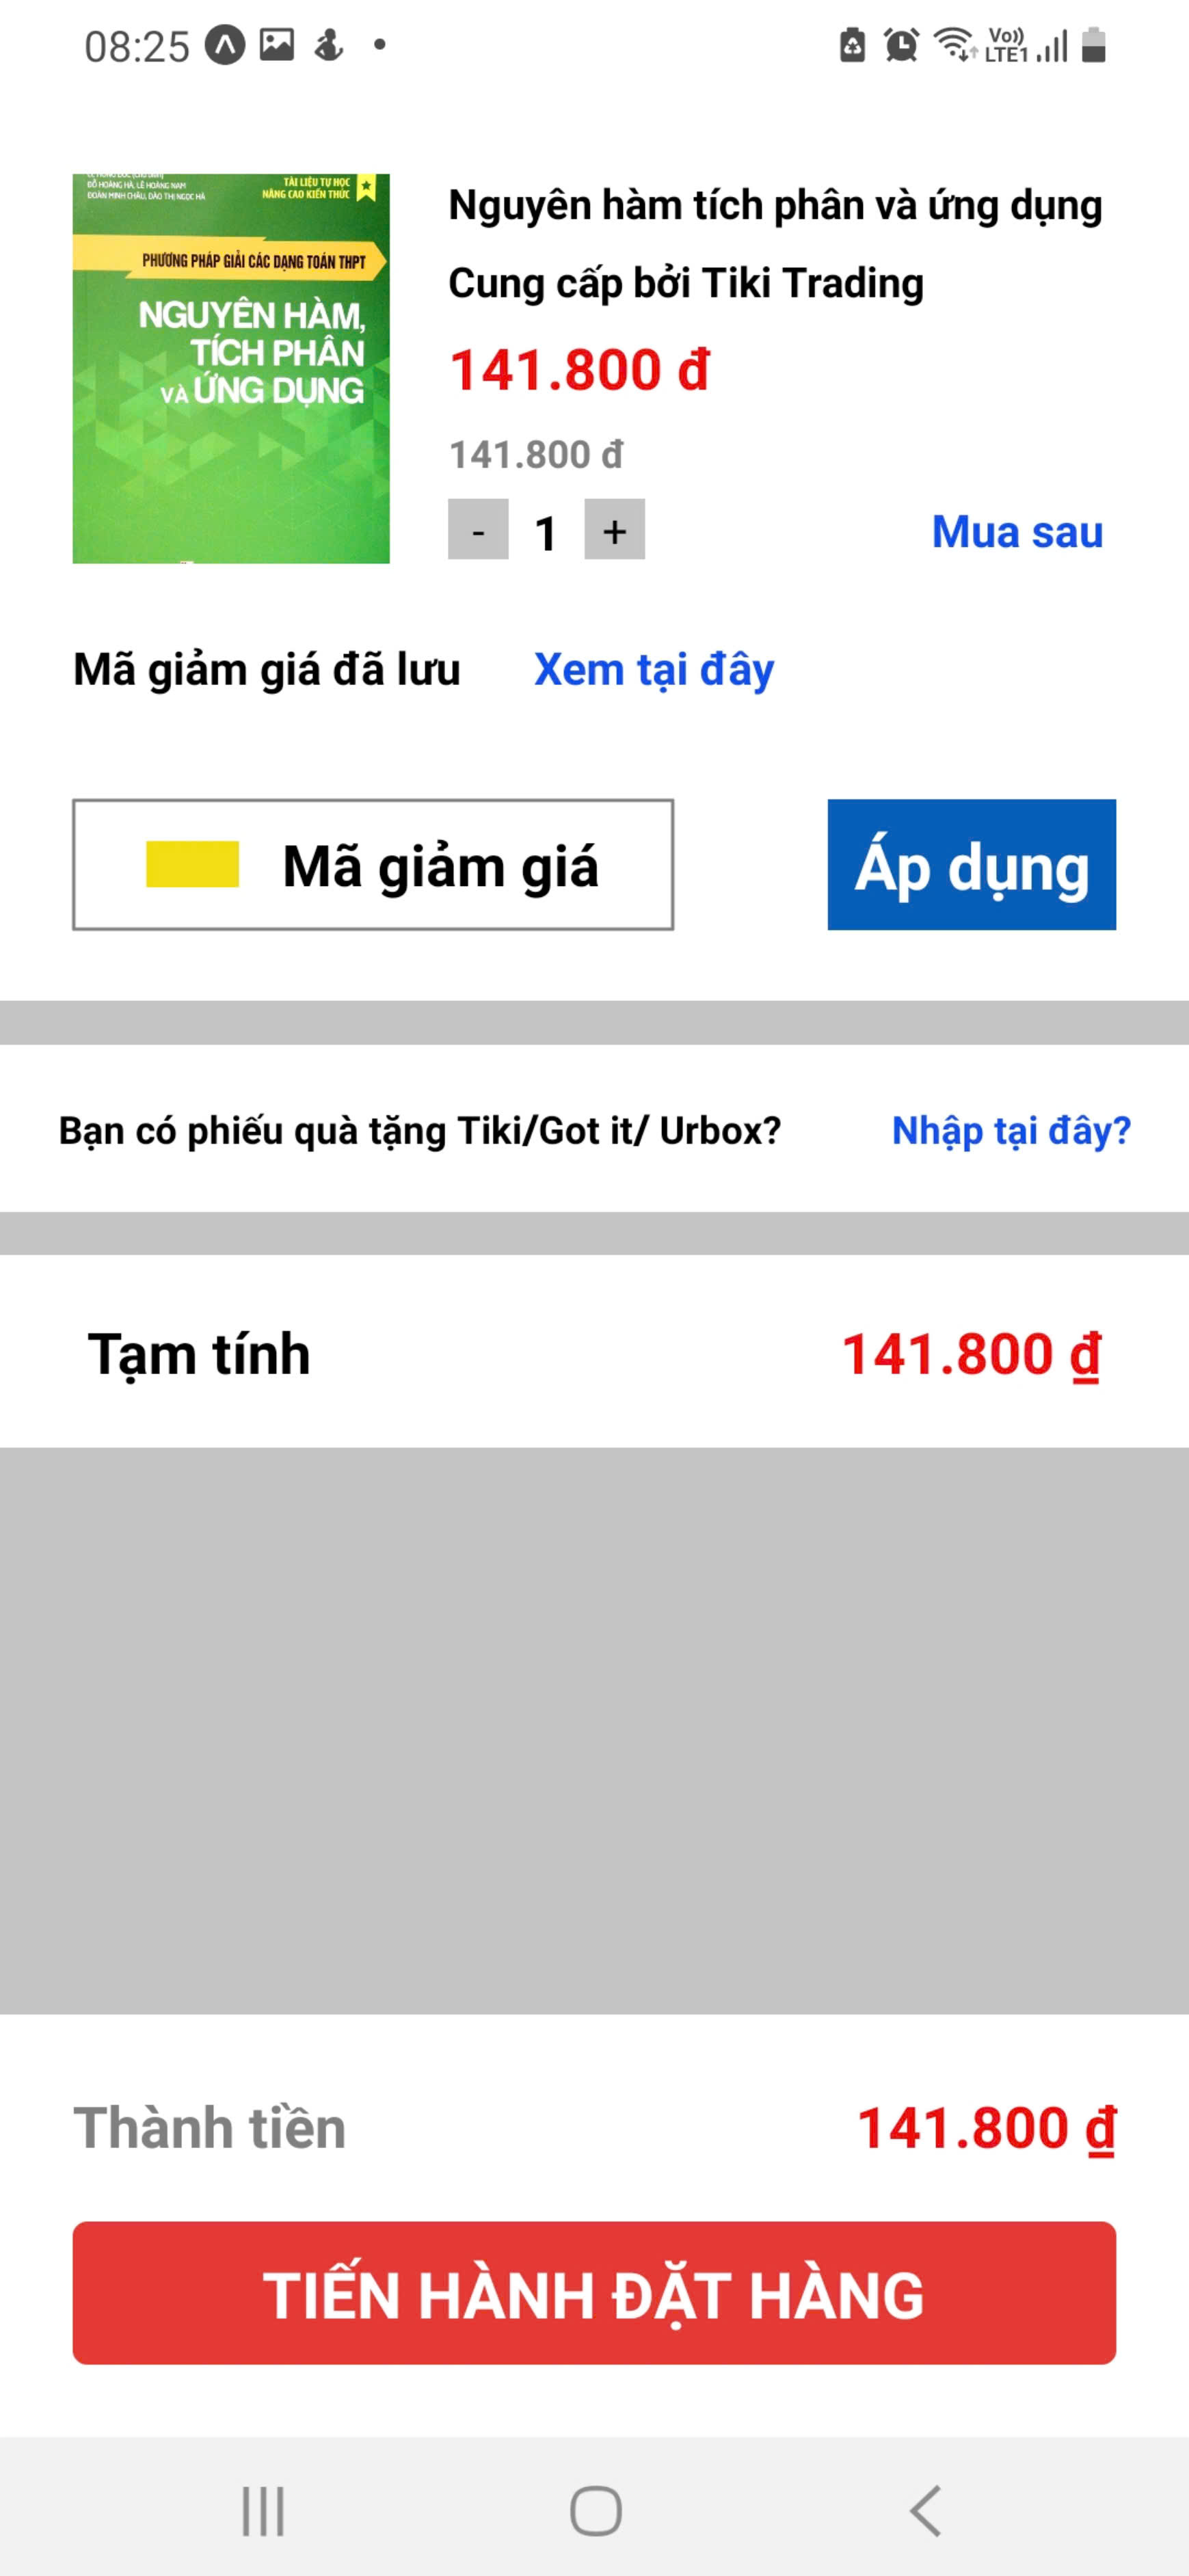 08:25
Vo))
LTE1
ĐỖ HOÀNG HÀ, LÊ HOÀNG NAM
ĐOÀN MINH CHÂU, ĐÀO THỊ NGỌC HÀ
TÀI LIỆU TỰ HỌC
NÂNG CAO KIẾN THỨC
PHƯƠNG PHÁP GIẢI CÁC DẠNG TOÁN THPT
NGUYÊN HÀM,
TÍCH PHÂN
VÀ ỨNG DỤNG
Nguyên hàm tích phân và ứng dụng
Cung cấp bởi Tiki Trading
141.800 đ
141.800 đ
- 1 +
Mua sau
Mã giảm giá đã lưu Xem tại đây
Mã giảm giá Áp dụng
Bạn có phiếu quà tặng Tiki/Got it/ Urbox? Nhập tại đây?
Tạm tính 141.800 ₫
Thành tiền 141.800 ₫
TIẾN HÀNH ĐẶT HÀNG